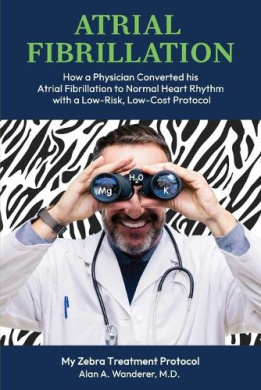 ATRIAL
FIBRILLATION
How a Physician Converted his
Atrial Fibrillation to Normal Heart Rhythm
with a Low-Risk, Low-Cost Protocol
H₂O
Mg
K
My Zebra Treatment Protocol
Alan A. Wanderer, M.D.